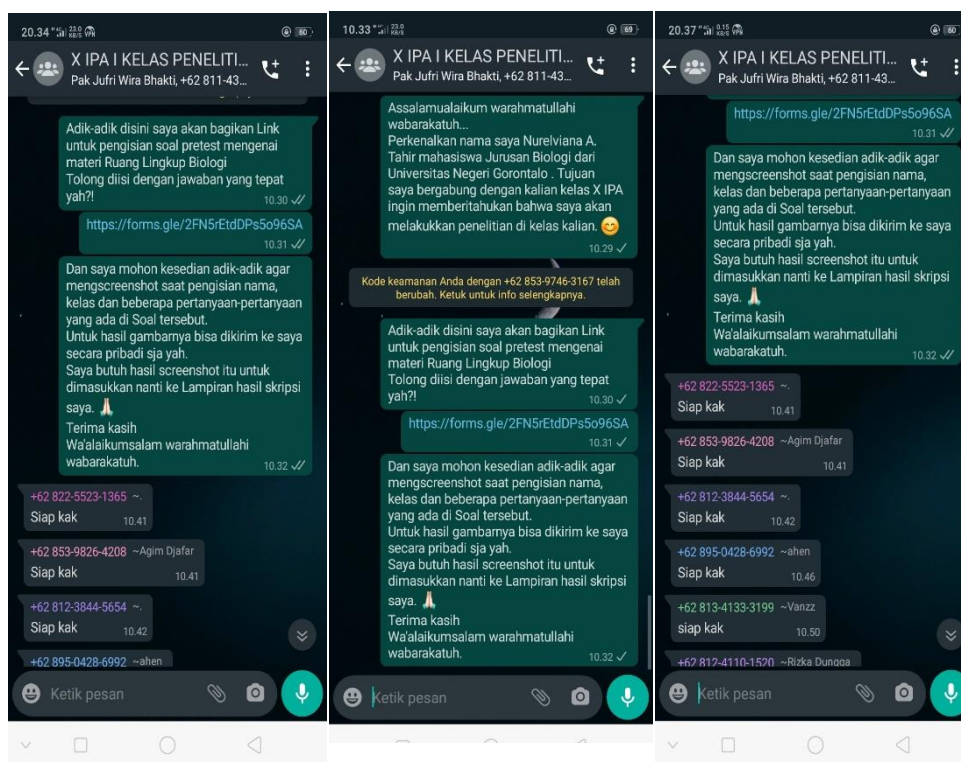 20.34 23.0 KB/S VPN 60
X IPA I KELAS PENELITI...
Pak Jufri Wira Bhakti, +62 811-43...
Adik-adik disini saya akan bagikan Link
untuk pengisian soal pretest mengenai
materi Ruang Lingkup Biologi
Tolong diisi dengan jawaban yang tepat
yah?!
10.30
https://forms.gle/2FN5rEtdDPs5o96SA
10.31
Dan saya mohon kesedian adik-adik agar
mengscreenshot saat pengisian nama,
kelas dan beberapa pertanyaan-pertanyaan
yang ada di Soal tersebut.
Untuk hasil gambarnya bisa dikirim ke saya
secara pribadi sja yah.
Saya butuh hasil screenshot itu untuk
dimasukkan nanti ke Lampiran hasil skripsi
saya. 🙏🏻
Terima kasih
Wa'alaikumsalam warahmatullahi
wabarakatuh.
10.32
+62 822-5523-1365 ~.
Siap kak 10.41
+62 853-9826-4208 ~Agim Djafar
Siap kak 10.41
+62 812-3844-5654 ~.
Siap kak 10.42
+62 895-0428-6992 ~ahen
Ketik pesan
10.33 23.0 KB/S 69
X IPA I KELAS PENELITI...
Pak Jufri Wira Bhakti, +62 811-43...
Assalamualaikum warahmatullahi
wabarakatuh...
Perkenalkan nama saya Nurelviana A.
Tahir mahasiswa Jurusan Biologi dari
Universitas Negeri Gorontalo . Tujuan
saya bergabung dengan kalian kelas X IPA
ingin memberitahukan bahwa saya akan
melakukkan penelitian di kelas kalian. 😊
10.29
Kode keamanan Anda dengan +62 853-9746-3167 telah
berubah. Ketuk untuk info selengkapnya.
Adik-adik disini saya akan bagikan Link
untuk pengisian soal pretest mengenai
materi Ruang Lingkup Biologi
Tolong diisi dengan jawaban yang tepat
yah?!
10.30
https://forms.gle/2FN5rEtdDPs5o96SA
10.31
Dan saya mohon kesedian adik-adik agar
mengscreenshot saat pengisian nama,
kelas dan beberapa pertanyaan-pertanyaan
yang ada di Soal tersebut.
Untuk hasil gambarnya bisa dikirim ke saya
secara pribadi sja yah.
Saya butuh hasil screenshot itu untuk
dimasukkan nanti ke Lampiran hasil skripsi
saya. 🙏🏻
Terima kasih
Wa'alaikumsalam warahmatullahi
wabarakatuh.
10.32
Ketik pesan
20.37 0.15 KB/S VPN 60
X IPA I KELAS PENELITI...
Pak Jufri Wira Bhakti, +62 811-43...
https://forms.gle/2FN5rEtdDPs5o96SA
10.31
Dan saya mohon kesedian adik-adik agar
mengscreenshot saat pengisian nama,
kelas dan beberapa pertanyaan-pertanyaan
yang ada di Soal tersebut.
Untuk hasil gambarnya bisa dikirim ke saya
secara pribadi sja yah.
Saya butuh hasil screenshot itu untuk
dimasukkan nanti ke Lampiran hasil skripsi
saya. 🙏🏻
Terima kasih
Wa'alaikumsalam warahmatullahi
wabarakatuh.
10.32
+62 822-5523-1365 ~.
Siap kak 10.41
+62 853-9826-4208 ~Agim Djafar
Siap kak 10.41
+62 812-3844-5654 ~.
Siap kak 10.42
+62 895-0428-6992 ~ahen
Siap kak 10.46
+62 813-4133-3199 ~Vanzz
siap kak 10.50
+62 812-4110-1520 ~Rizka Dungga
Ketik pesan